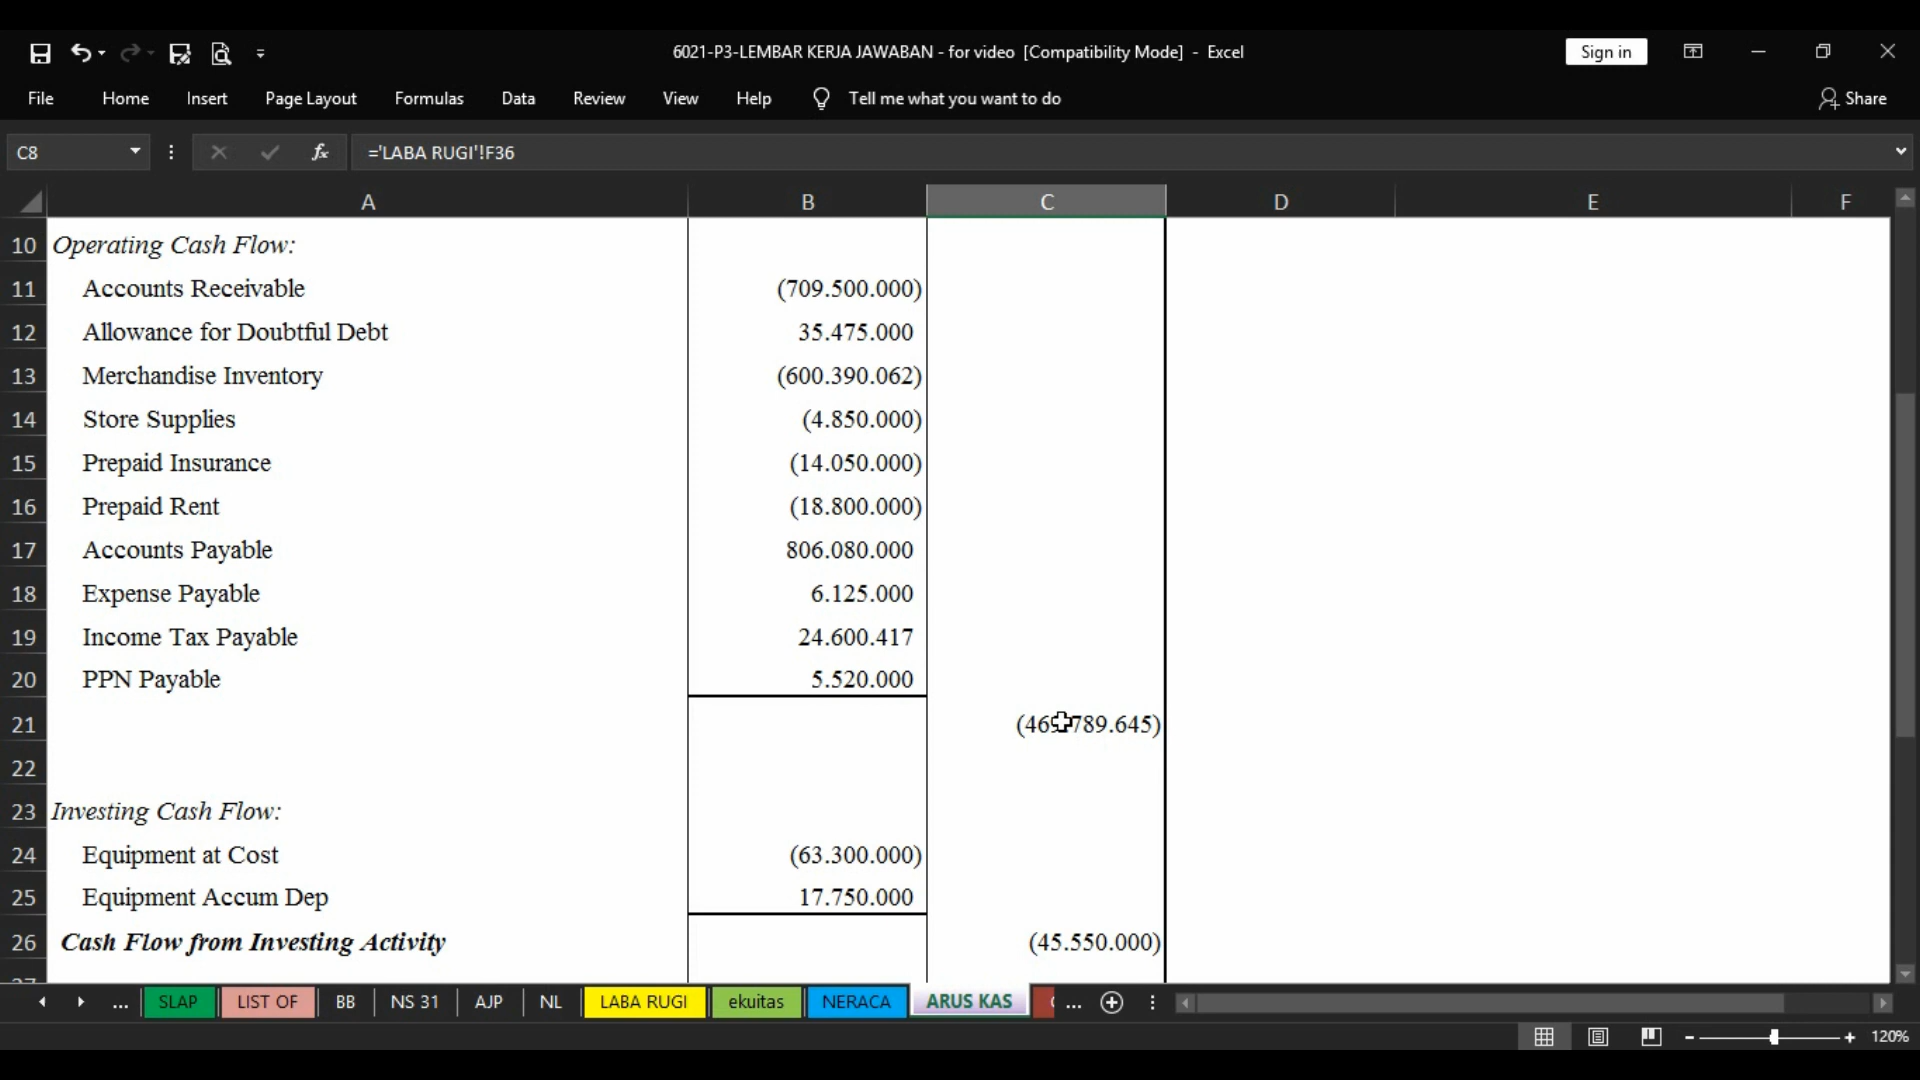 6021-P3-LEMBAR KERJA JAWABAN - for video [Compatibility Mode] - Excel
Sign in
File Home Insert Page Layout Formulas Data Review View Help Tell me what you want to do Share
C8 fx ='LABA RUGI'!F36
A B C D E F
10 Operating Cash Flow:
11 Accounts Receivable (709.500.000)
12 Allowance for Doubtful Debt 35.475.000
13 Merchandise Inventory (600.390.062)
14 Store Supplies (4.850.000)
15 Prepaid Insurance (14.050.000)
16 Prepaid Rent (18.800.000)
17 Accounts Payable 806.080.000
18 Expense Payable 6.125.000
19 Income Tax Payable 24.600.417
20 PPN Payable 5.520.000
21
22
23 Investing Cash Flow:
24 Equipment at Cost (63.300.000)
25 Equipment Accum Dep 17.750.000
26 Cash Flow from Investing Activity (45.550.000)
... SLAP LIST OF BB NS 31 AJP NL LABA RUGI ekuitas NERACA ARUS KAS ...
120%